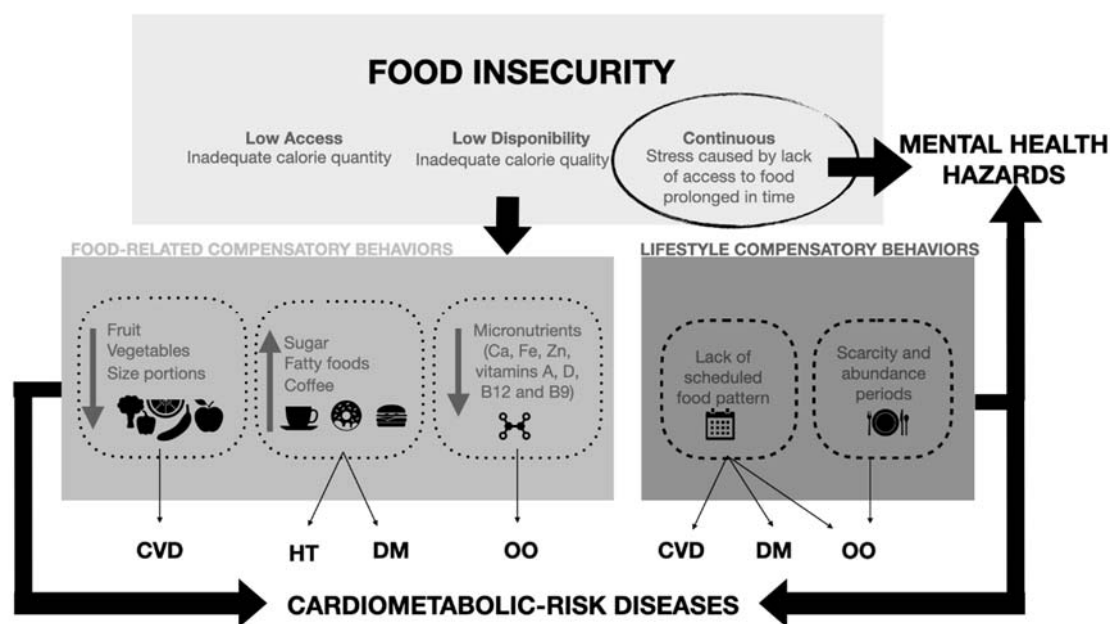 FOOD INSECURITY
Low Access
Inadequate calorie quantity
Low Disponibility
Inadequate calorie quality
Continuous
Stress caused by lack
of access to food
prolonged in time
MENTAL HEALTH
HAZARDS
FOOD-RELATED COMPENSATORY BEHAVIORS
Fruit
Vegetables
Size portions
Sugar
Fatty foods
Coffee
Micronutrients
(Ca, Fe, Zn,
vitamins A, D,
B12 and B9)
LIFESTYLE COMPENSATORY BEHAVIORS
Lack of
scheduled
food pattern
Scarcity and
abundance
periods
CVD
HT
DM
OO
CVD
DM
OO
CARDIOMETABOLIC-RISK DISEASES